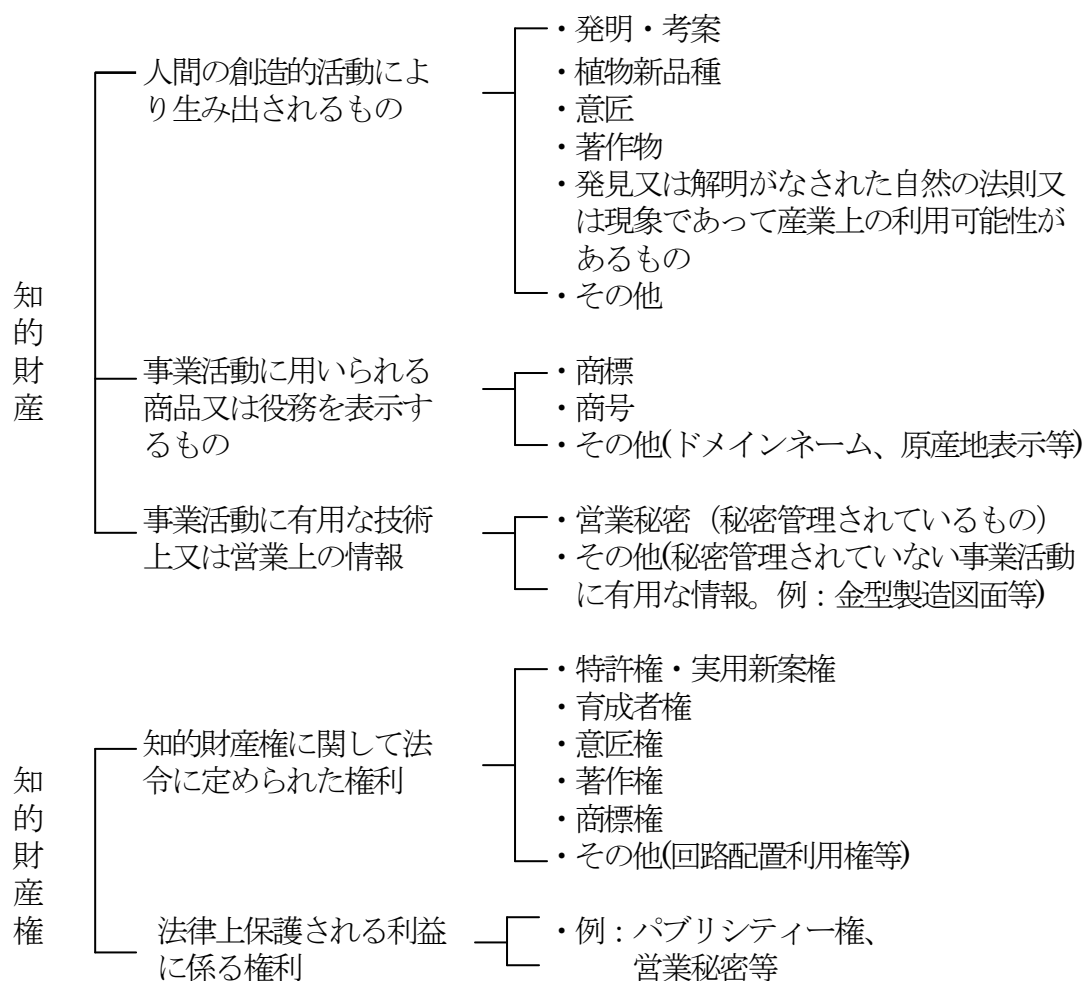 知的財産
人間の創造的活動によ
り生み出されるもの
・発明・考案
・植物新品種
・意匠
・著作物
・発見又は解明がなされた自然の法則又
は現象であって産業上の利用可能性が
あるもの
・その他
事業活動に用いられる
商品又は役務を表示す
るもの
・商標
・商号
・その他(ドメインネーム、原産地表示等)
事業活動に有用な技術
上又は営業上の情報
・営業秘密（秘密管理されているもの）
・その他(秘密管理されていない事業活動
に有用な情報。例：金型製造図面等)
知的財産権
知的財産権に関して法
令に定められた権利
・特許権・実用新案権
・育成者権
・意匠権
・著作権
・商標権
・その他(回路配置利用権等)
法律上保護される利益
に係る権利
・例：パブリシティー権、
営業秘密等